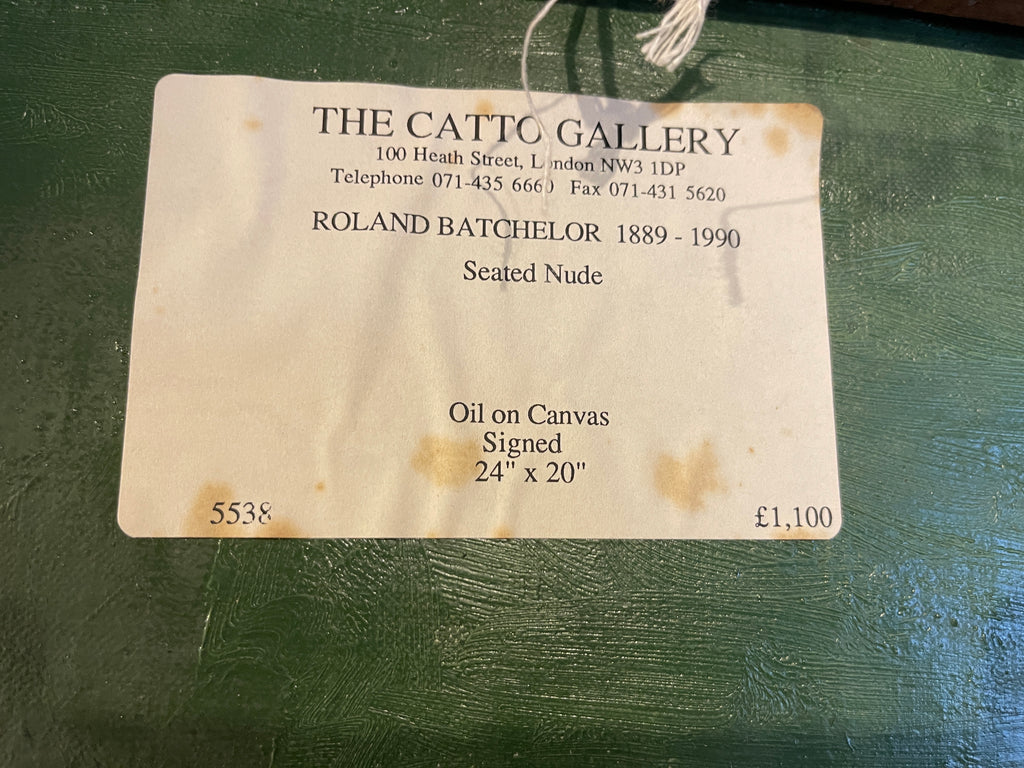 THE CATTO GALLERY
100 Heath Street, London NW3 1DP
Telephone 071-435 6660 Fax 071-431 5620
ROLAND BATCHELOR 1889 - 1990
Seated Nude
Oil on Canvas
Signed
24" x 20"
5538 £1,100